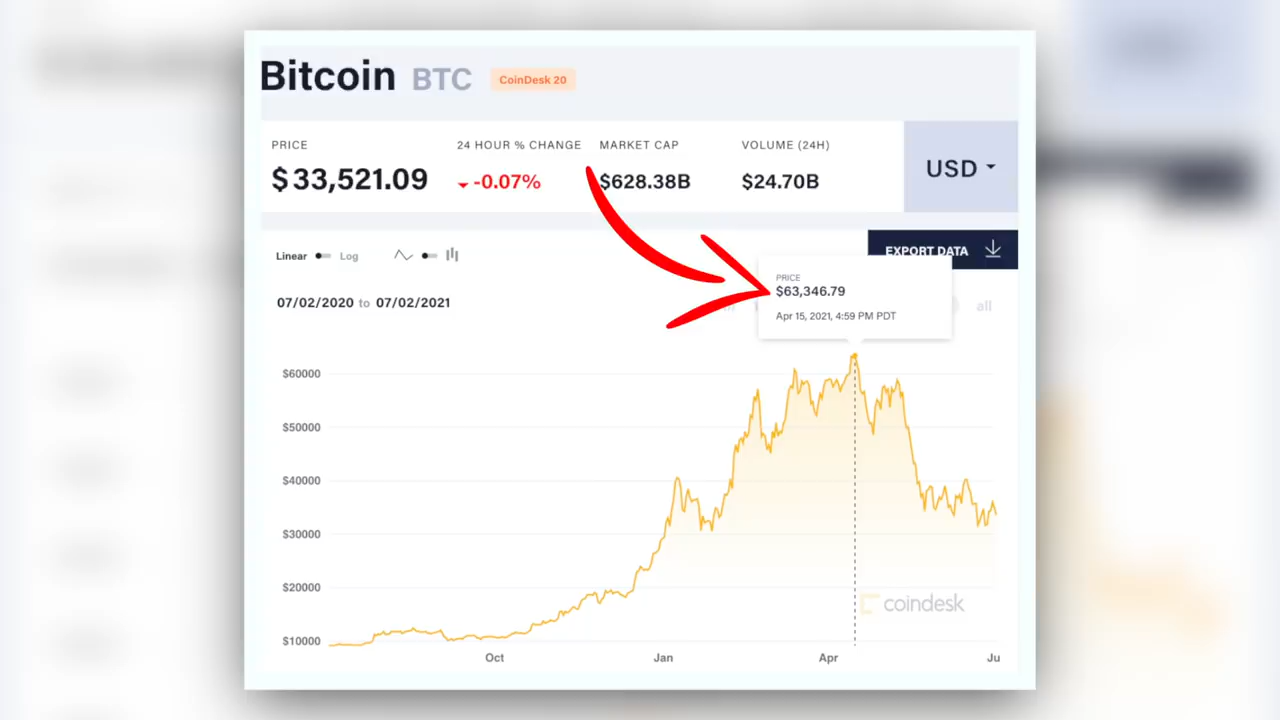 Bitcoin BTC CoinDesk 20
PRICE 24 HOUR % CHANGE MARKET CAP VOLUME (24H)
$33,521.09 -0.07% $628.38B $24.70B USD
EXPORT DATA
Linear Log
PRICE
$63,346.79
Apr 15, 2021, 4:59 PM PDT
07/02/2020 to 07/02/2021
all
$60000
$50000
$40000
$30000
$20000
coindesk
$10000
Oct Jan Apr Ju